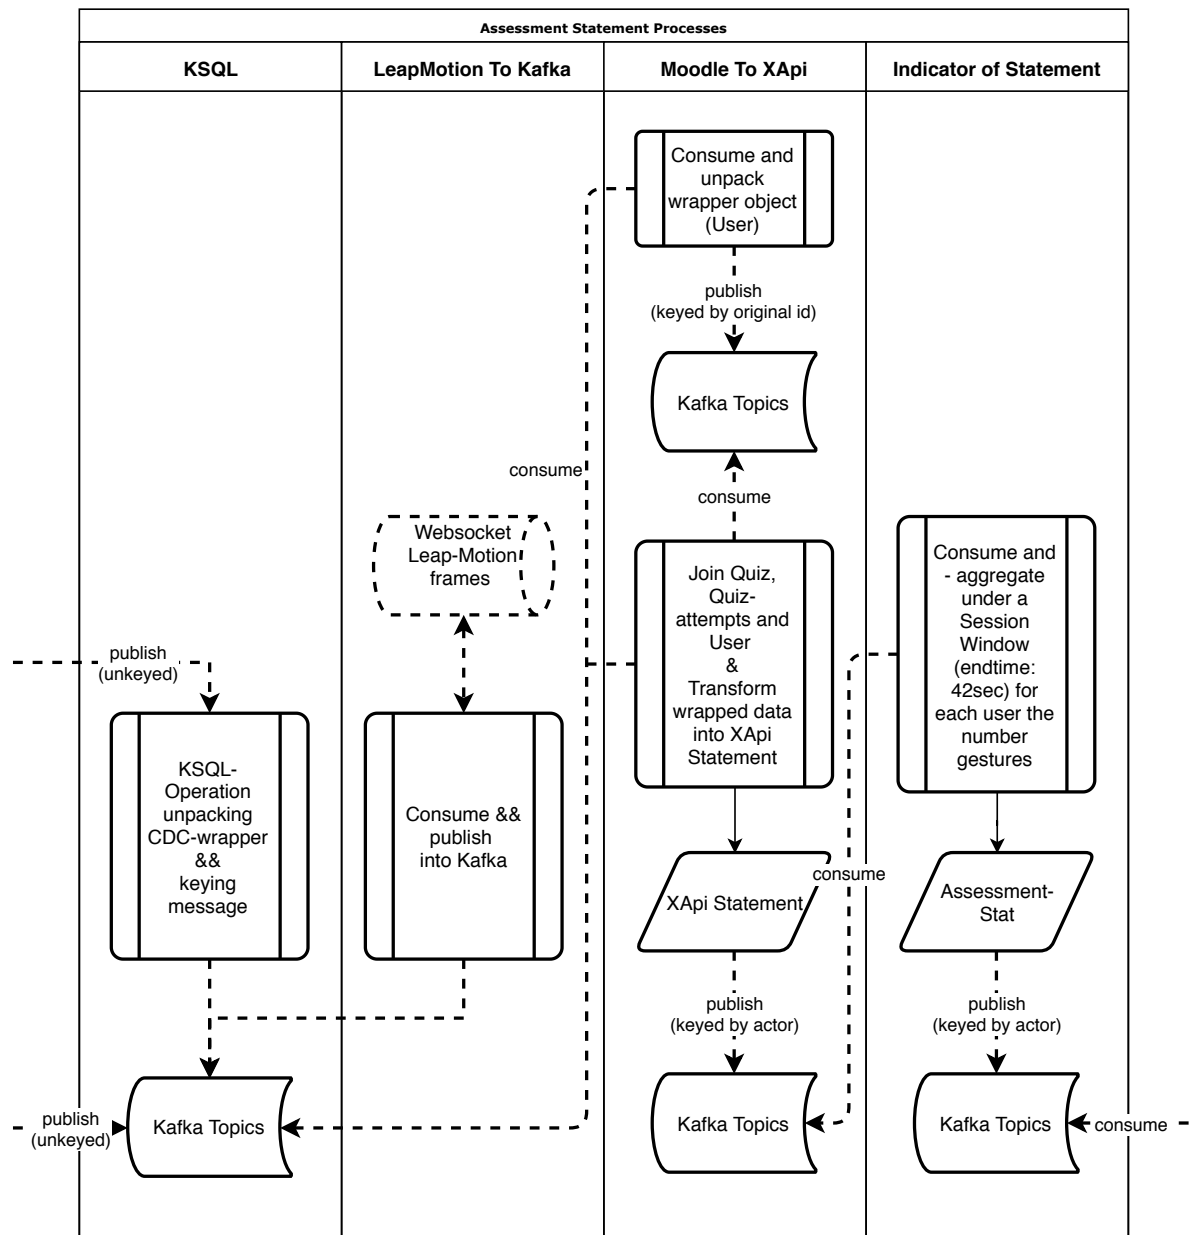 Assessment Statement Processes
KSQL
LeapMotion To Kafka
Moodle To XApi
Indicator of Statement
Consume and
unpack
wrapper object
(User)
publish
(keyed by original id)
Kafka Topics
consume
consume
Websocket
Leap-Motion
frames
Join Quiz,
Quiz-
attempts and
User
&
Transform
wrapped data
into XApi
Statement
Consume and
- aggregate
under a
Session
Window
(endtime:
42sec) for
each user the
number
gestures
publish
(unkeyed)
KSQL-
Operation
unpacking
CDC-wrapper
&&
keying
message
Consume &&
publish
into Kafka
XApi Statement
consume
Assessment-
Stat
publish
(keyed by actor)
publish
(keyed by actor)
publish
(unkeyed)
Kafka Topics
Kafka Topics
Kafka Topics
consume